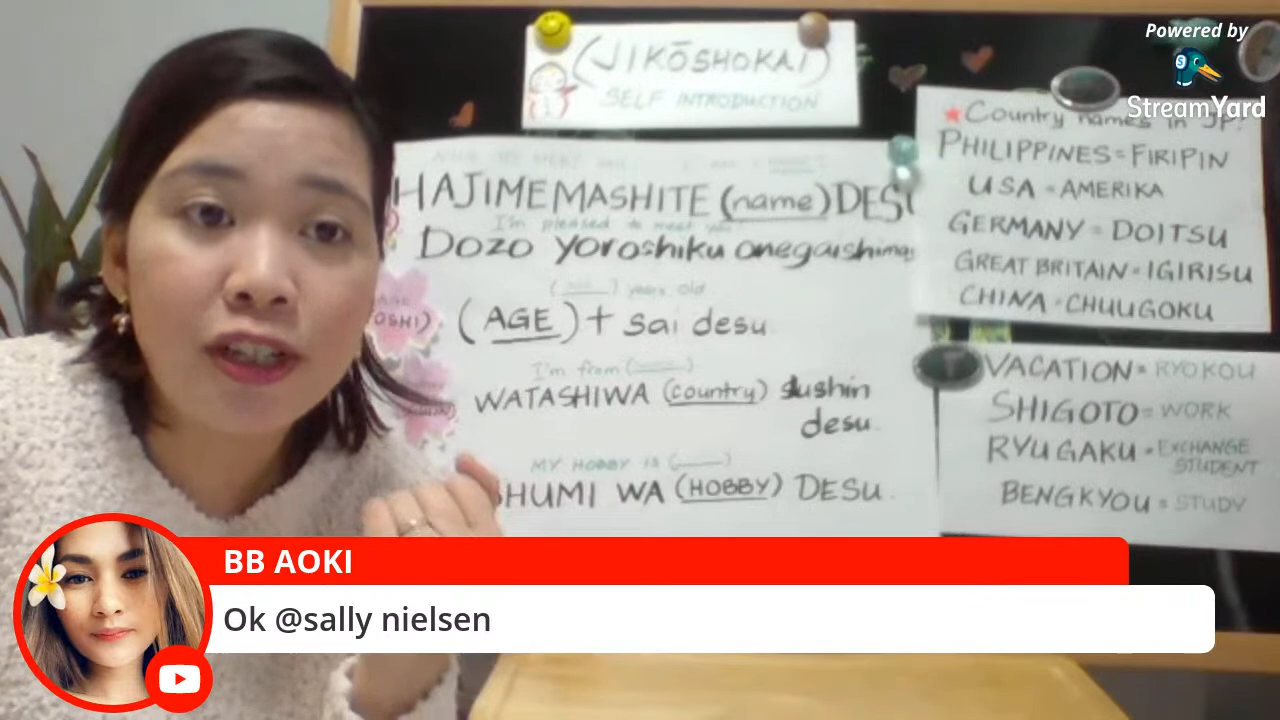 Powered by
StreamYard
(JIKŌSHOKAI)
SELF INTRODUCTION
HAJIMEMASHITE (name) DESU
I'm pleased to meet you
Dozo yoroshiku onegaishimas
(___) years old
(AGE) + sai desu
I'm from (___)
WATASHIWA (country) shushin
desu.
MY HOBBY IS (___)
SHUMI WA (HOBBY) DESU.
★Country names in JP:
PHILIPPINES = FIRIPIN
USA = AMERIKA
GERMANY = DOITSU
GREAT BRITAIN = IGIRISU
CHINA = CHUUGOKU
VACATION = RYOKOU
SHIGOTO = WORK
RYUGAKU = EXCHANGE
STUDENT
BENGKYOU = STUDY
BB AOKI
Ok @sally nielsen